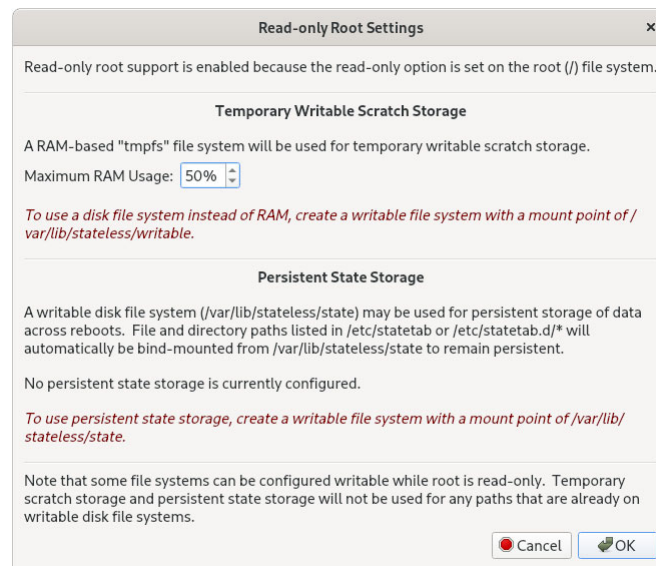 Read-only Root Settings
Read-only root support is enabled because the read-only option is set on the root (/) file system.
Temporary Writable Scratch Storage
A RAM-based "tmpfs" file system will be used for temporary writable scratch storage.
Maximum RAM Usage: 50%
To use a disk file system instead of RAM, create a writable file system with a mount point of /
var/lib/stateless/writable.
Persistent State Storage
A writable disk file system (/var/lib/stateless/state) may be used for persistent storage of data
across reboots. File and directory paths listed in /etc/statetab or /etc/statetab.d/* will
automatically be bind-mounted from /var/lib/stateless/state to remain persistent.
No persistent state storage is currently configured.
To use persistent state storage, create a writable file system with a mount point of /var/lib/
stateless/state.
Note that some file systems can be configured writable while root is read-only. Temporary
scratch storage and persistent state storage will not be used for any paths that are already on
writable disk file systems.
Cancel OK